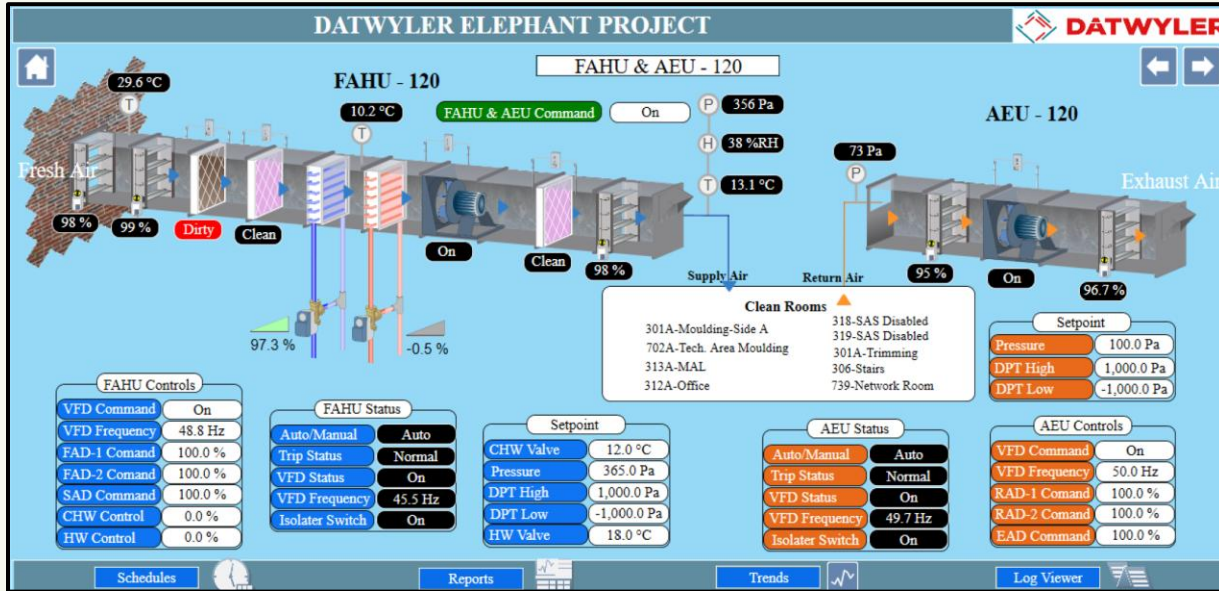 DATWYLER ELEPHANT PROJECT
DATWYLER
FAHU & AEU - 120
29.6 °C
T
FAHU - 120
10.2 °C
T
FAHU & AEU Command On
P 356 Pa
H 38 %RH
T 13.1 °C
AEU - 120
73 Pa
P
Fresh Air
Exhaust Air
98 %
99 %
Dirty
Clean
On
Clean
98 %
95 %
On
96.7 %
97.3 %
-0.5 %
Supply Air
Return Air
Clean Rooms
301A-Moulding-Side A
702A-Tech. Area Moulding
313A-MAL
312A-Office
318-SAS Disabled
319-SAS Disabled
301A-Trimming
306-Stairs
739-Network Room
Setpoint
Pressure 100.0 Pa
DPT High 1,000.0 Pa
DPT Low -1,000.0 Pa
FAHU Controls
VFD Command On
VFD Frequency 48.8 Hz
FAD-1 Comand 100.0 %
FAD-2 Comand 100.0 %
SAD Command 100.0 %
CHW Control 0.0 %
HW Control 0.0 %
FAHU Status
Auto/Manual Auto
Trip Status Normal
VFD Status On
VFD Frequency 45.5 Hz
Isolater Switch On
Setpoint
CHW Valve 12.0 °C
Pressure 365.0 Pa
DPT High 1,000.0 Pa
DPT Low -1,000.0 Pa
HW Valve 18.0 °C
AEU Status
Auto/Manual Auto
Trip Status Normal
VFD Status On
VFD Frequency 49.7 Hz
Isolater Switch On
AEU Controls
VFD Command On
VFD Frequency 50.0 Hz
RAD-1 Comand 100.0 %
RAD-2 Comand 100.0 %
EAD Command 100.0 %
Schedules
Reports
Trends
Log Viewer